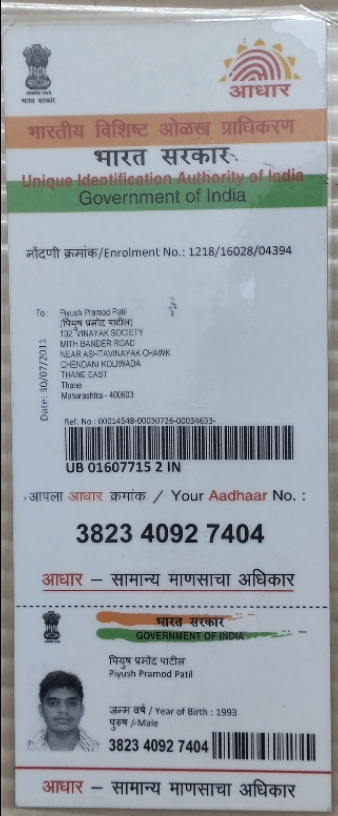 सत्यमेव जयते
भारत सरकार
आधार
भारतीय विशिष्ट ओळख प्राधिकरण
भारत सरकार
Unique Identification Authority of India
Government of India
नोंदणी क्रमांक/Enrolment No.: 1218/16028/04394
To:
Piyush Pramod Patil
(पियुष प्रमोद पाटील)
132 VINAYAK SOCIETY
MITH BANDER ROAD
NEAR ASHTAVINAYAK CHAWK
CHENDANI KOLIWADA
THANE EAST
Thane
Maharashtra - 400603
Date: 30/07/2011
Ref. No : 00014548-00030726-00034633-
UB 01607715 2 IN
आपला आधार क्रमांक / Your Aadhaar No. :
3823 4092 7404
आधार – सामान्य माणसाचा अधिकार
भारत सरकार
GOVERNMENT OF INDIA
पियुष प्रमोद पाटील
Piyush Pramod Patil
जन्म वर्ष / Year of Birth : 1993
पुरुष / Male
3823 4092 7404
आधार – सामान्य माणसाचा अधिकार